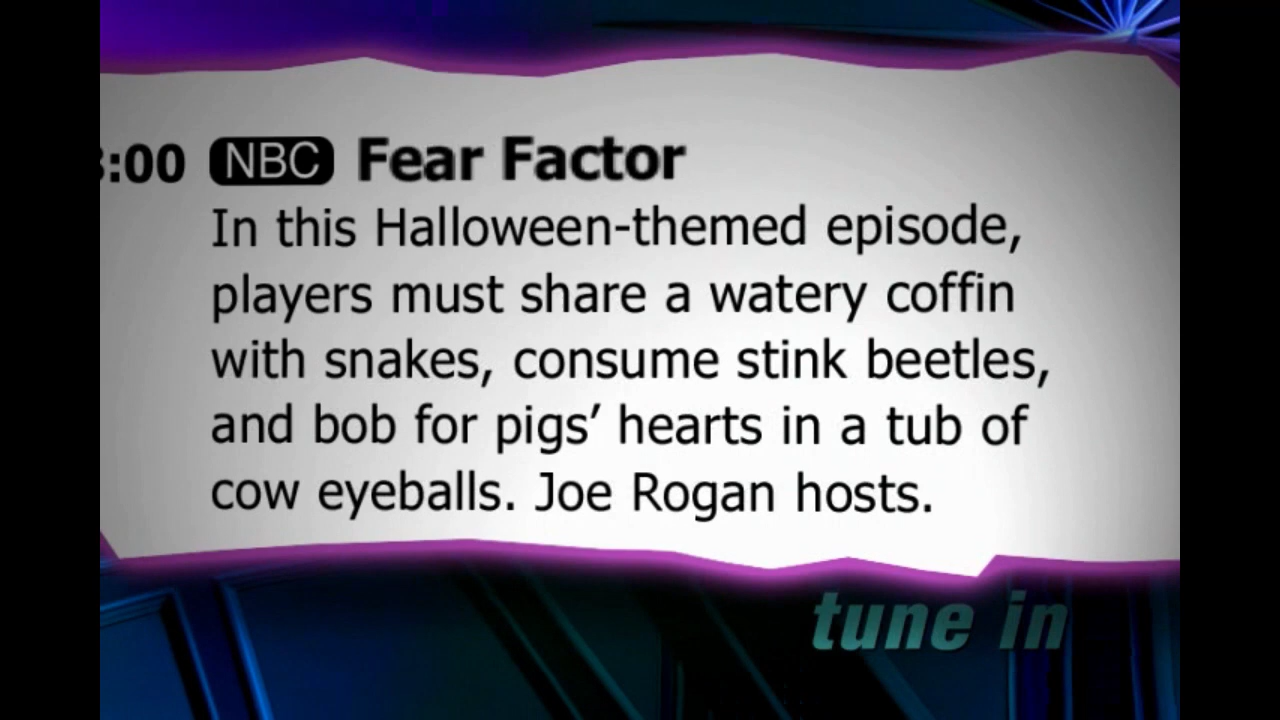 :00 NBC Fear Factor
In this Halloween-themed episode,
players must share a watery coffin
with snakes, consume stink beetles,
and bob for pigs’ hearts in a tub of
cow eyeballs. Joe Rogan hosts.
tune in